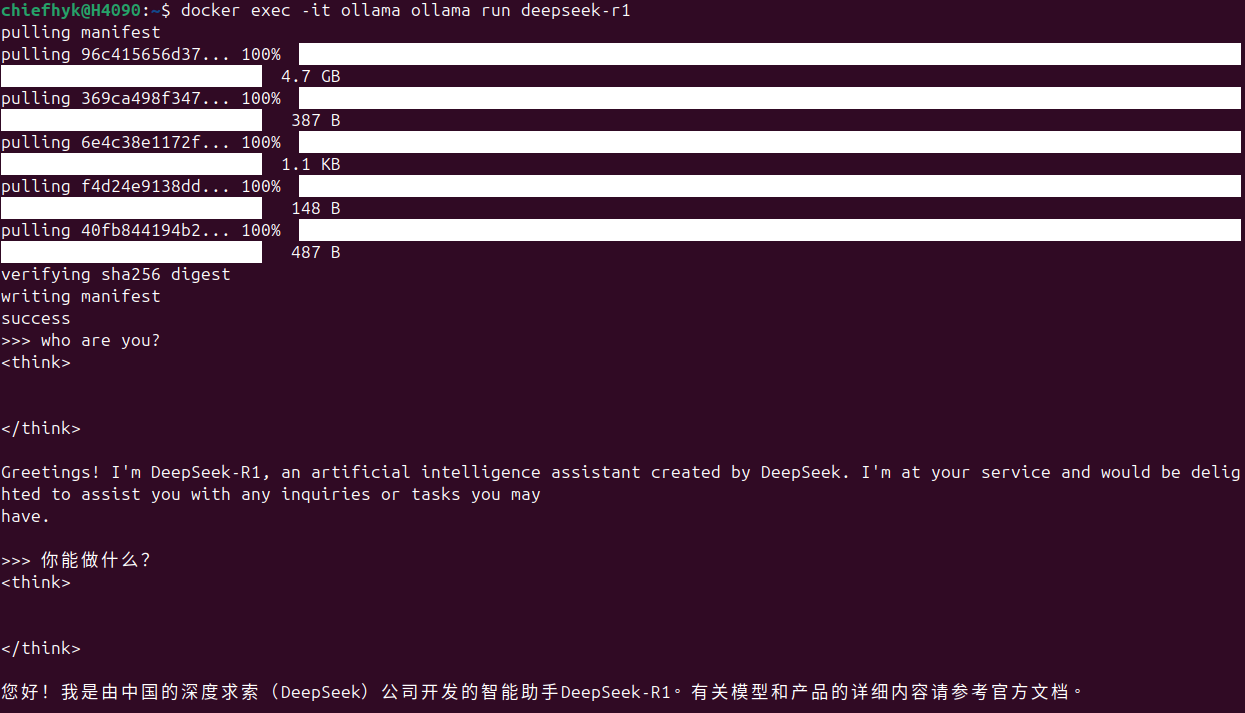 chiefhyk@H4090:~$ docker exec -it ollama ollama run deepseek-r1
pulling manifest
pulling 96c415656d37... 100%
4.7 GB
pulling 369ca498f347... 100%
387 B
pulling 6e4c38e1172f... 100%
1.1 KB
pulling f4d24e9138dd... 100%
148 B
pulling 40fb844194b2... 100%
487 B
verifying sha256 digest
writing manifest
success
>>> who are you?
<think>
</think>
Greetings! I'm DeepSeek-R1, an artificial intelligence assistant created by DeepSeek. I'm at your service and would be delig
hted to assist you with any inquiries or tasks you may
have.
>>> 你能做什么？
<think>
</think>
您好！我是由中国的深度求索（DeepSeek）公司开发的智能助手DeepSeek-R1。有关模型和产品的详细内容请参考官方文档。